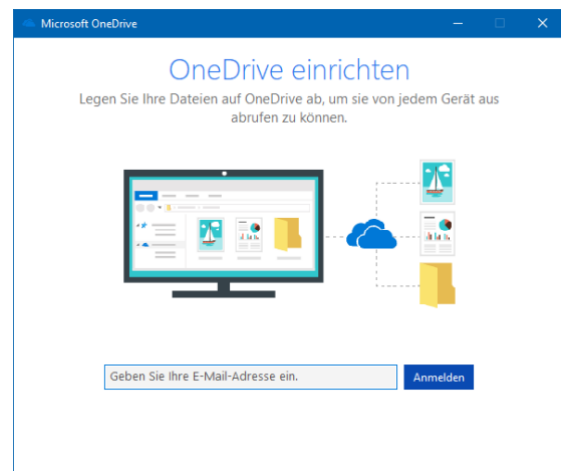 Microsoft OneDrive
OneDrive einrichten
Legen Sie Ihre Dateien auf OneDrive ab, um sie von jedem Gerät aus
abrufen zu können.
Geben Sie Ihre E-Mail-Adresse ein.
Anmelden